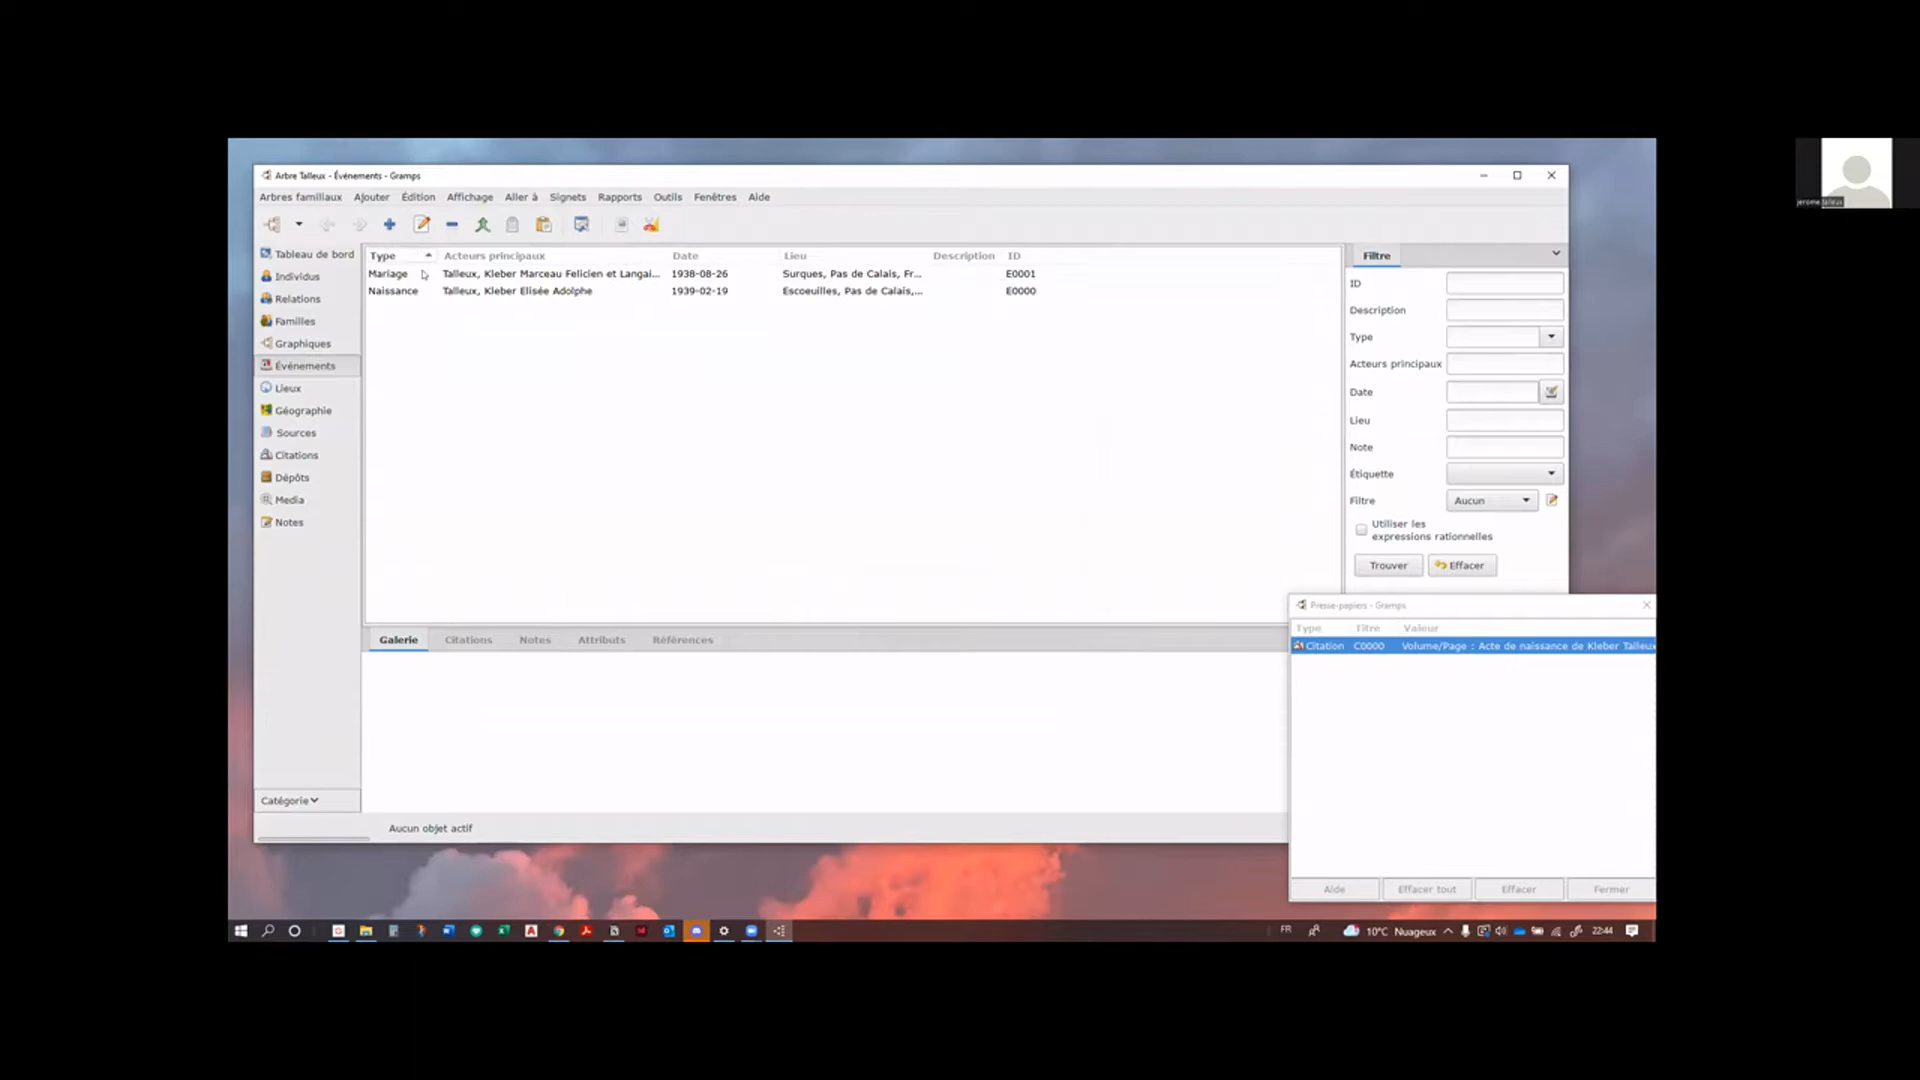 Arbre Talleux - Événements - Gramps
Arbres familiaux Ajouter Édition Affichage Aller à Signets Rapports Outils Fenêtres Aide
Tableau de bord
Individus
Relations
Familles
Graphiques
Événements
Lieux
Géographie
Sources
Citations
Dépôts
Media
Notes
Catégorie
Type Acteurs principaux Date Lieu Description ID
Mariage Talleux, Kleber Marceau Felicien et Langai... 1938-08-26 Surques, Pas de Calais, Fr... E0001
Naissance Talleux, Kleber Elisée Adolphe 1939-02-19 Escoeuilles, Pas de Calais,... E0000
Galerie Citations Notes Attributs Références
Aucun objet actif
Filtre
ID
Description
Type
Acteurs principaux
Date
Lieu
Note
Étiquette
Filtre Aucun
Utiliser les
expressions rationnelles
Trouver Effacer
Presse-papiers - Gramps
Type Titre Valeur
Citation C0000 Volume/Page : Acte de naissance de Kleber Talleux
Aide Effacer tout Effacer Fermer
FR 10°C Nuageux 22:44
jerome talleux